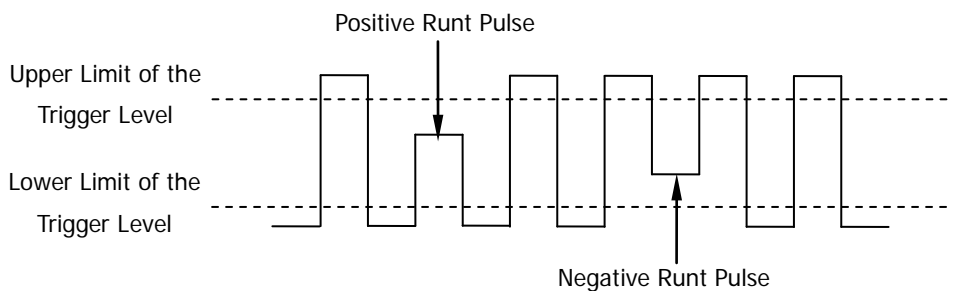 Positive Runt Pulse
Upper Limit of the
Trigger Level
Lower Limit of the
Trigger Level
Negative Runt Pulse